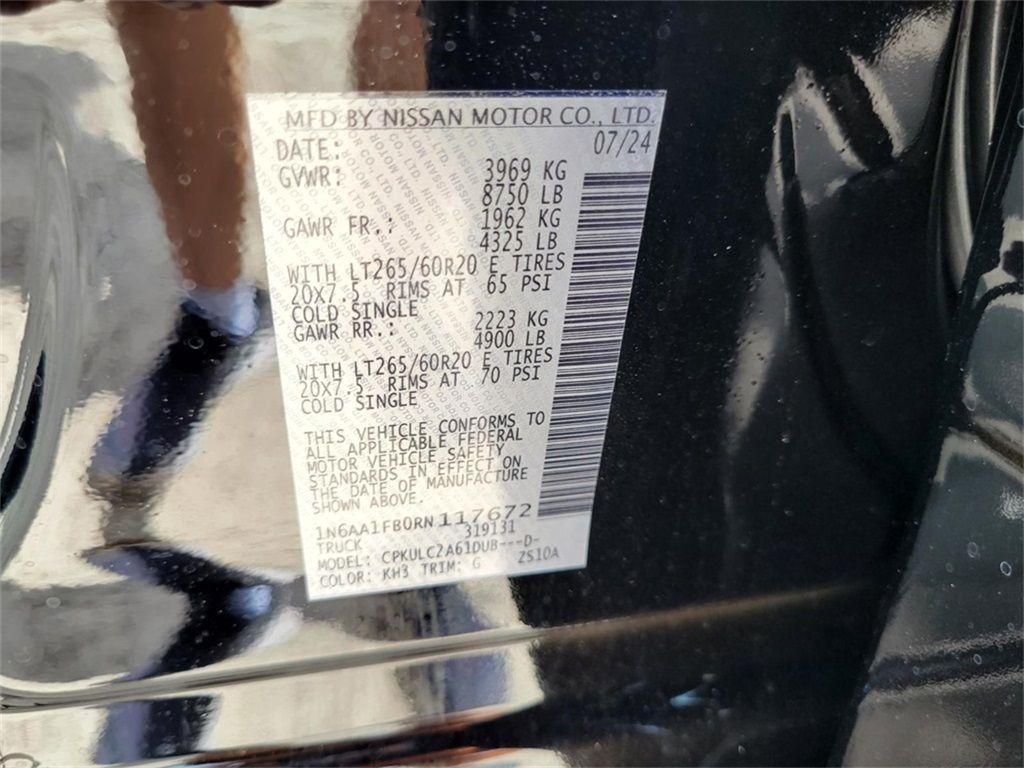 MFD BY NISSAN MOTOR CO., LTD.
DATE: 07/24
GVWR: 3969 KG
8750 LB
GAWR FR.: 1962 KG
4325 LB
WITH LT265/60R20 E TIRES
20X7.5 RIMS AT 65 PSI
COLD SINGLE
GAWR RR.: 2223 KG
4900 LB
WITH LT265/60R20 E TIRES
20X7.5 RIMS AT 70 PSI
COLD SINGLE
THIS VEHICLE CONFORMS TO
ALL APPLICABLE FEDERAL
MOTOR VEHICLE SAFETY
STANDARDS IN EFFECT ON
THE DATE OF MANUFACTURE
SHOWN ABOVE.
1N6AA1FB0RN117672
TRUCK 319131
MODEL: CPKULC2A61DUB---D-
COLOR: KH3 TRIM: G ZS10A